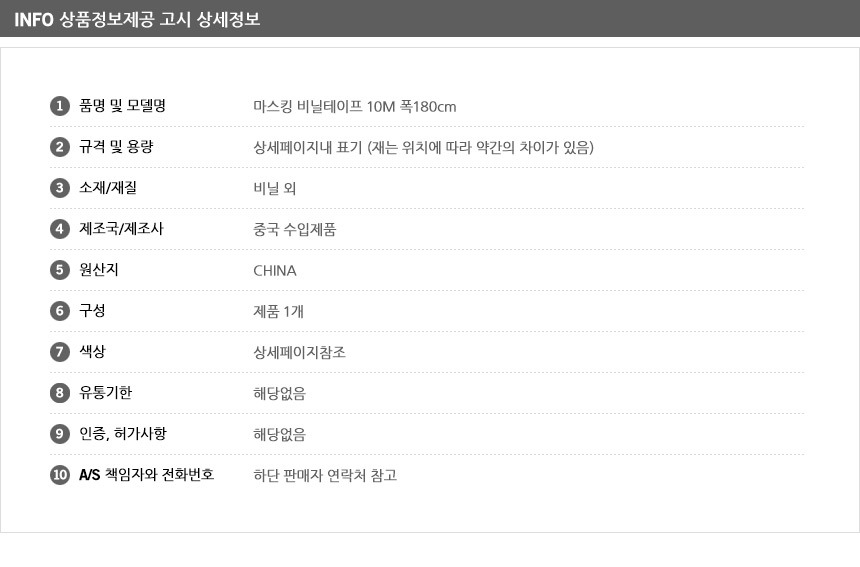 INFO 상품정보제공 고시 상세정보
1 품명 및 모델명 마스킹 비닐테이프 10M 폭180cm
2 규격 및 용량 상세페이지내 표기 (재는 위치에 따라 약간의 차이가 있음)
3 소재/재질 비닐 외
4 제조국/제조사 중국 수입제품
5 원산지 CHINA
6 구성 제품 1개
7 색상 상세페이지참조
8 유통기한 해당없음
9 인증, 허가사항 해당없음
10 A/S 책임자와 전화번호 하단 판매자 연락처 참고